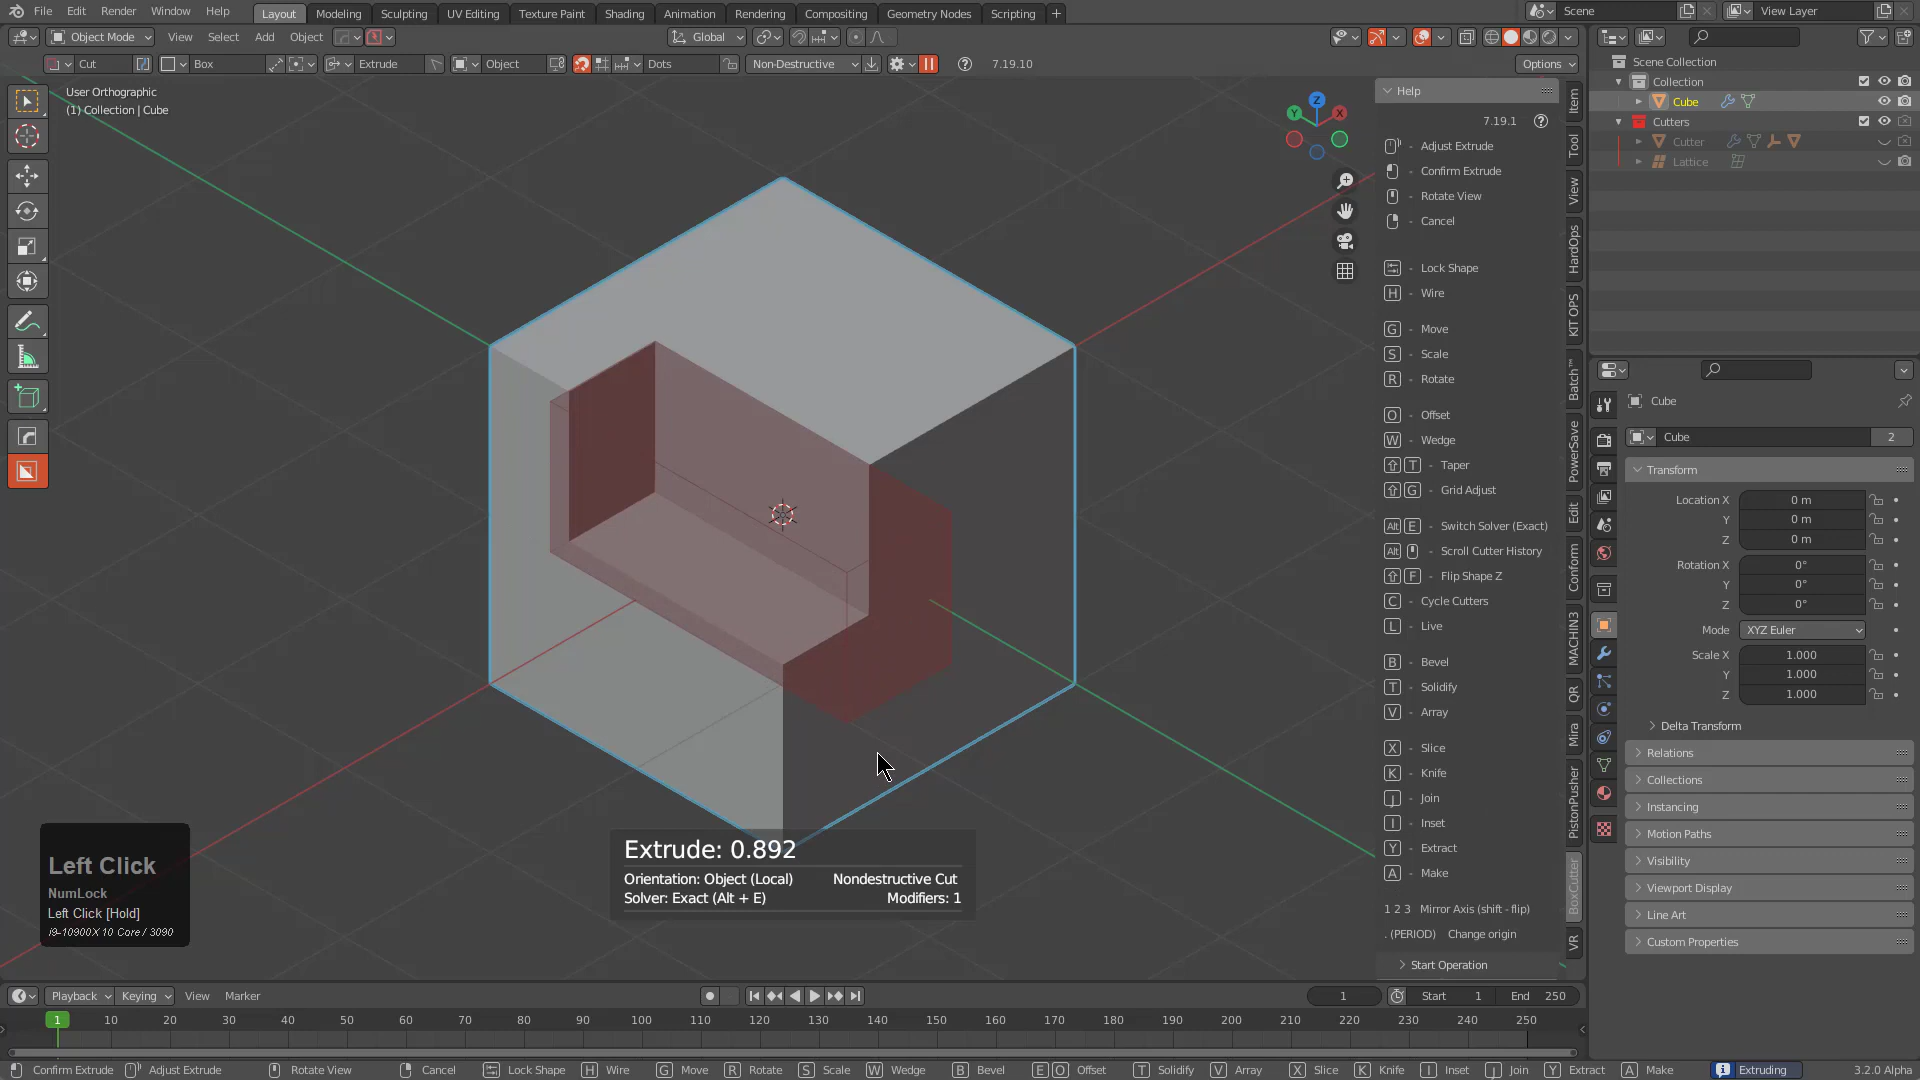 File Edit Render Window Help Layout Modeling Sculpting UV Editing Texture Paint Shading Animation Rendering Compositing Geometry Nodes Scripting + Scene View Layer
Object Mode View Select Add Object Global
Cut Box Extrude Object Dots Non-Destructive 7.19.10 Options
User Orthographic
(1) Collection | Cube
Z
Y
X
Help
7.19.1
Adjust Extrude
Confirm Extrude
Rotate View
Cancel
Lock Shape
H - Wire
G - Move
S - Scale
R - Rotate
O - Offset
W - Wedge
T - Taper
G - Grid Adjust
Alt E - Switch Solver (Exact)
Alt - Scroll Cutter History
F - Flip Shape Z
C - Cycle Cutters
L - Live
B - Bevel
T - Solidify
V - Array
X - Slice
K - Knife
J - Join
I - Inset
Y - Extract
A - Make
1 2 3 Mirror Axis (shift - flip)
. (PERIOD) Change origin
Start Operation
Item
Tool
View
HardOps
KIT OPS
Batch™
PowerSave
Edit
Conform
MACHIN3
QR
Mira
PistonPusher
BoxCutter
VR
Scene Collection
Collection
Cube
Cutters
Cutter
Lattice
Cube
Cube 2
Transform
Location X 0 m
Y 0 m
Z 0 m
Rotation X 0°
Y 0°
Z 0°
Mode XYZ Euler
Scale X 1.000
Y 1.000
Z 1.000
Delta Transform
Relations
Collections
Instancing
Motion Paths
Visibility
Viewport Display
Line Art
Custom Properties
Left Click
NumLock
Left Click [Hold]
i9-10900X 10 Core / 3090
Extrude: 0.892
Orientation: Object (Local) Nondestructive Cut
Solver: Exact (Alt + E) Modifiers: 1
Playback Keying View Marker 1 Start 1 End 250
1 10 20 30 40 50 60 70 80 90 100 110 120 130 140 150 160 170 180 190 200 210 220 230 240 250
Confirm Extrude Adjust Extrude Rotate View Cancel Lock Shape H Wire G Move R Rotate S Scale W Wedge B Bevel E O Offset T Solidify V Array X Slice K Knife I Inset J Join Y Extract A Make Extruding 3.2.0 Alpha